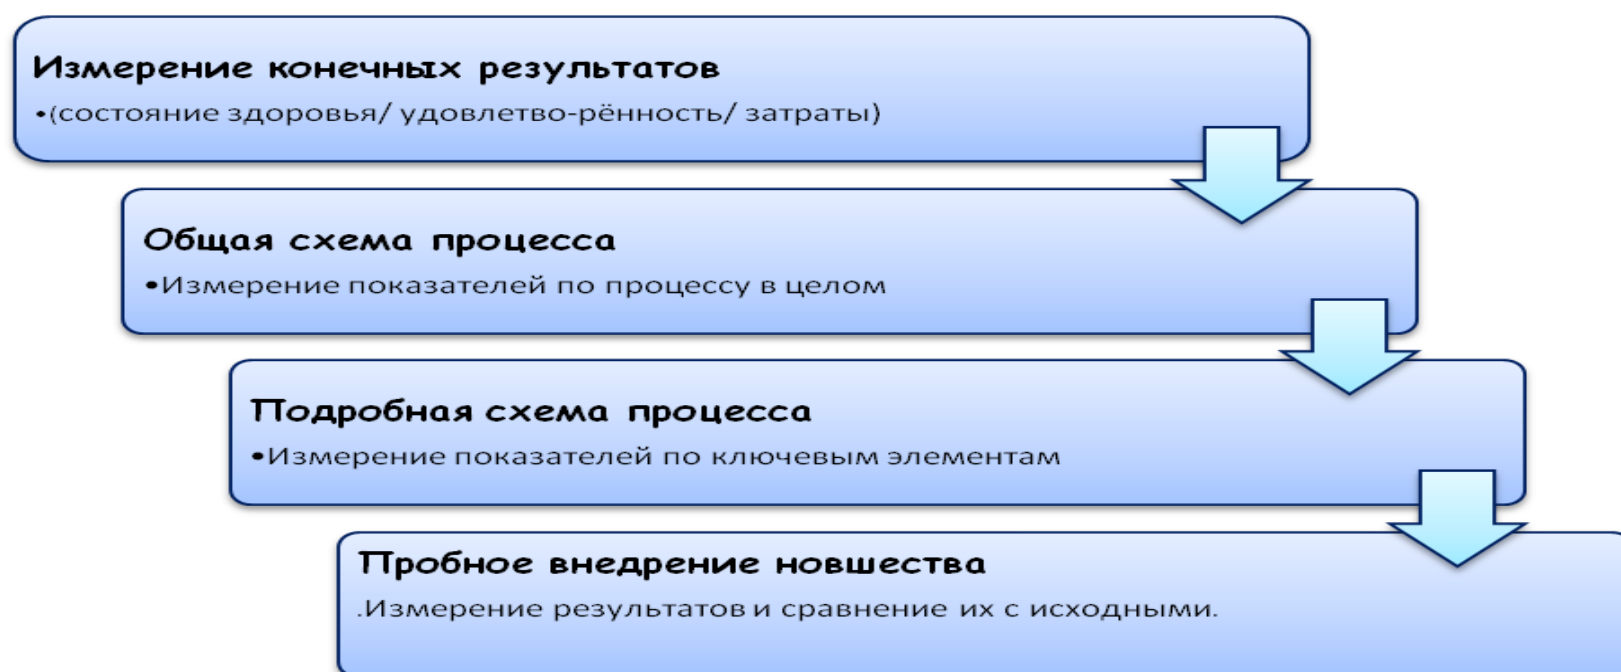 Измерение конечных результатов
•(состояние здоровья/ удовлетво-рённость/ затраты)
Общая схема процесса
•Измерение показателей по процессу в целом
Подробная схема процесса
•Измерение показателей по ключевым элементам
Пробное внедрение новшества
.Измерение результатов и сравнение их с исходными.